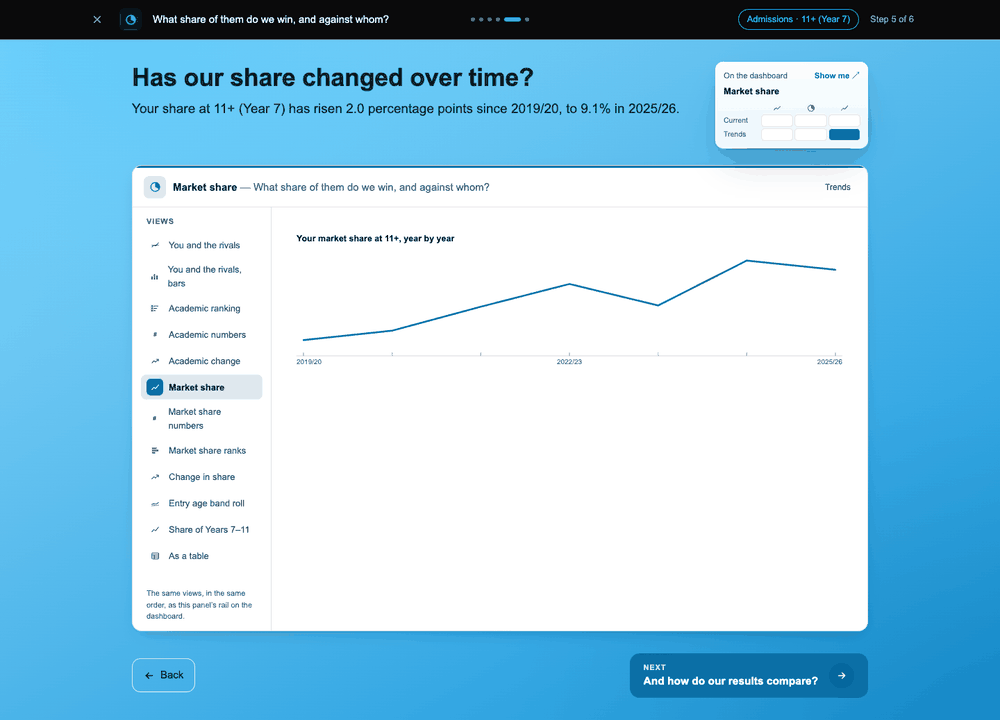 What share of them do we win, and against whom?
Admissions · 11+ (Year 7)
Step 5 of 6
Has our share changed over time?
Your share at 11+ (Year 7) has risen 2.0 percentage points since 2019/20, to 9.1% in 2025/26.
On the dashboard
Show me
Market share
Current
Trends
Market share — What share of them do we win, and against whom?
Trends
VIEWS
You and the rivals
You and the rivals,
bars
Academic ranking
# Academic numbers
Academic change
Market share
# Market share
numbers
Market share ranks
Change in share
Entry age band roll
Share of Years 7–11
As a table
The same views, in the same
order, as this panel's rail on the
dashboard.
Your market share at 11+, year by year
2019/20
2022/23
2025/26
Back
NEXT
And how do our results compare?